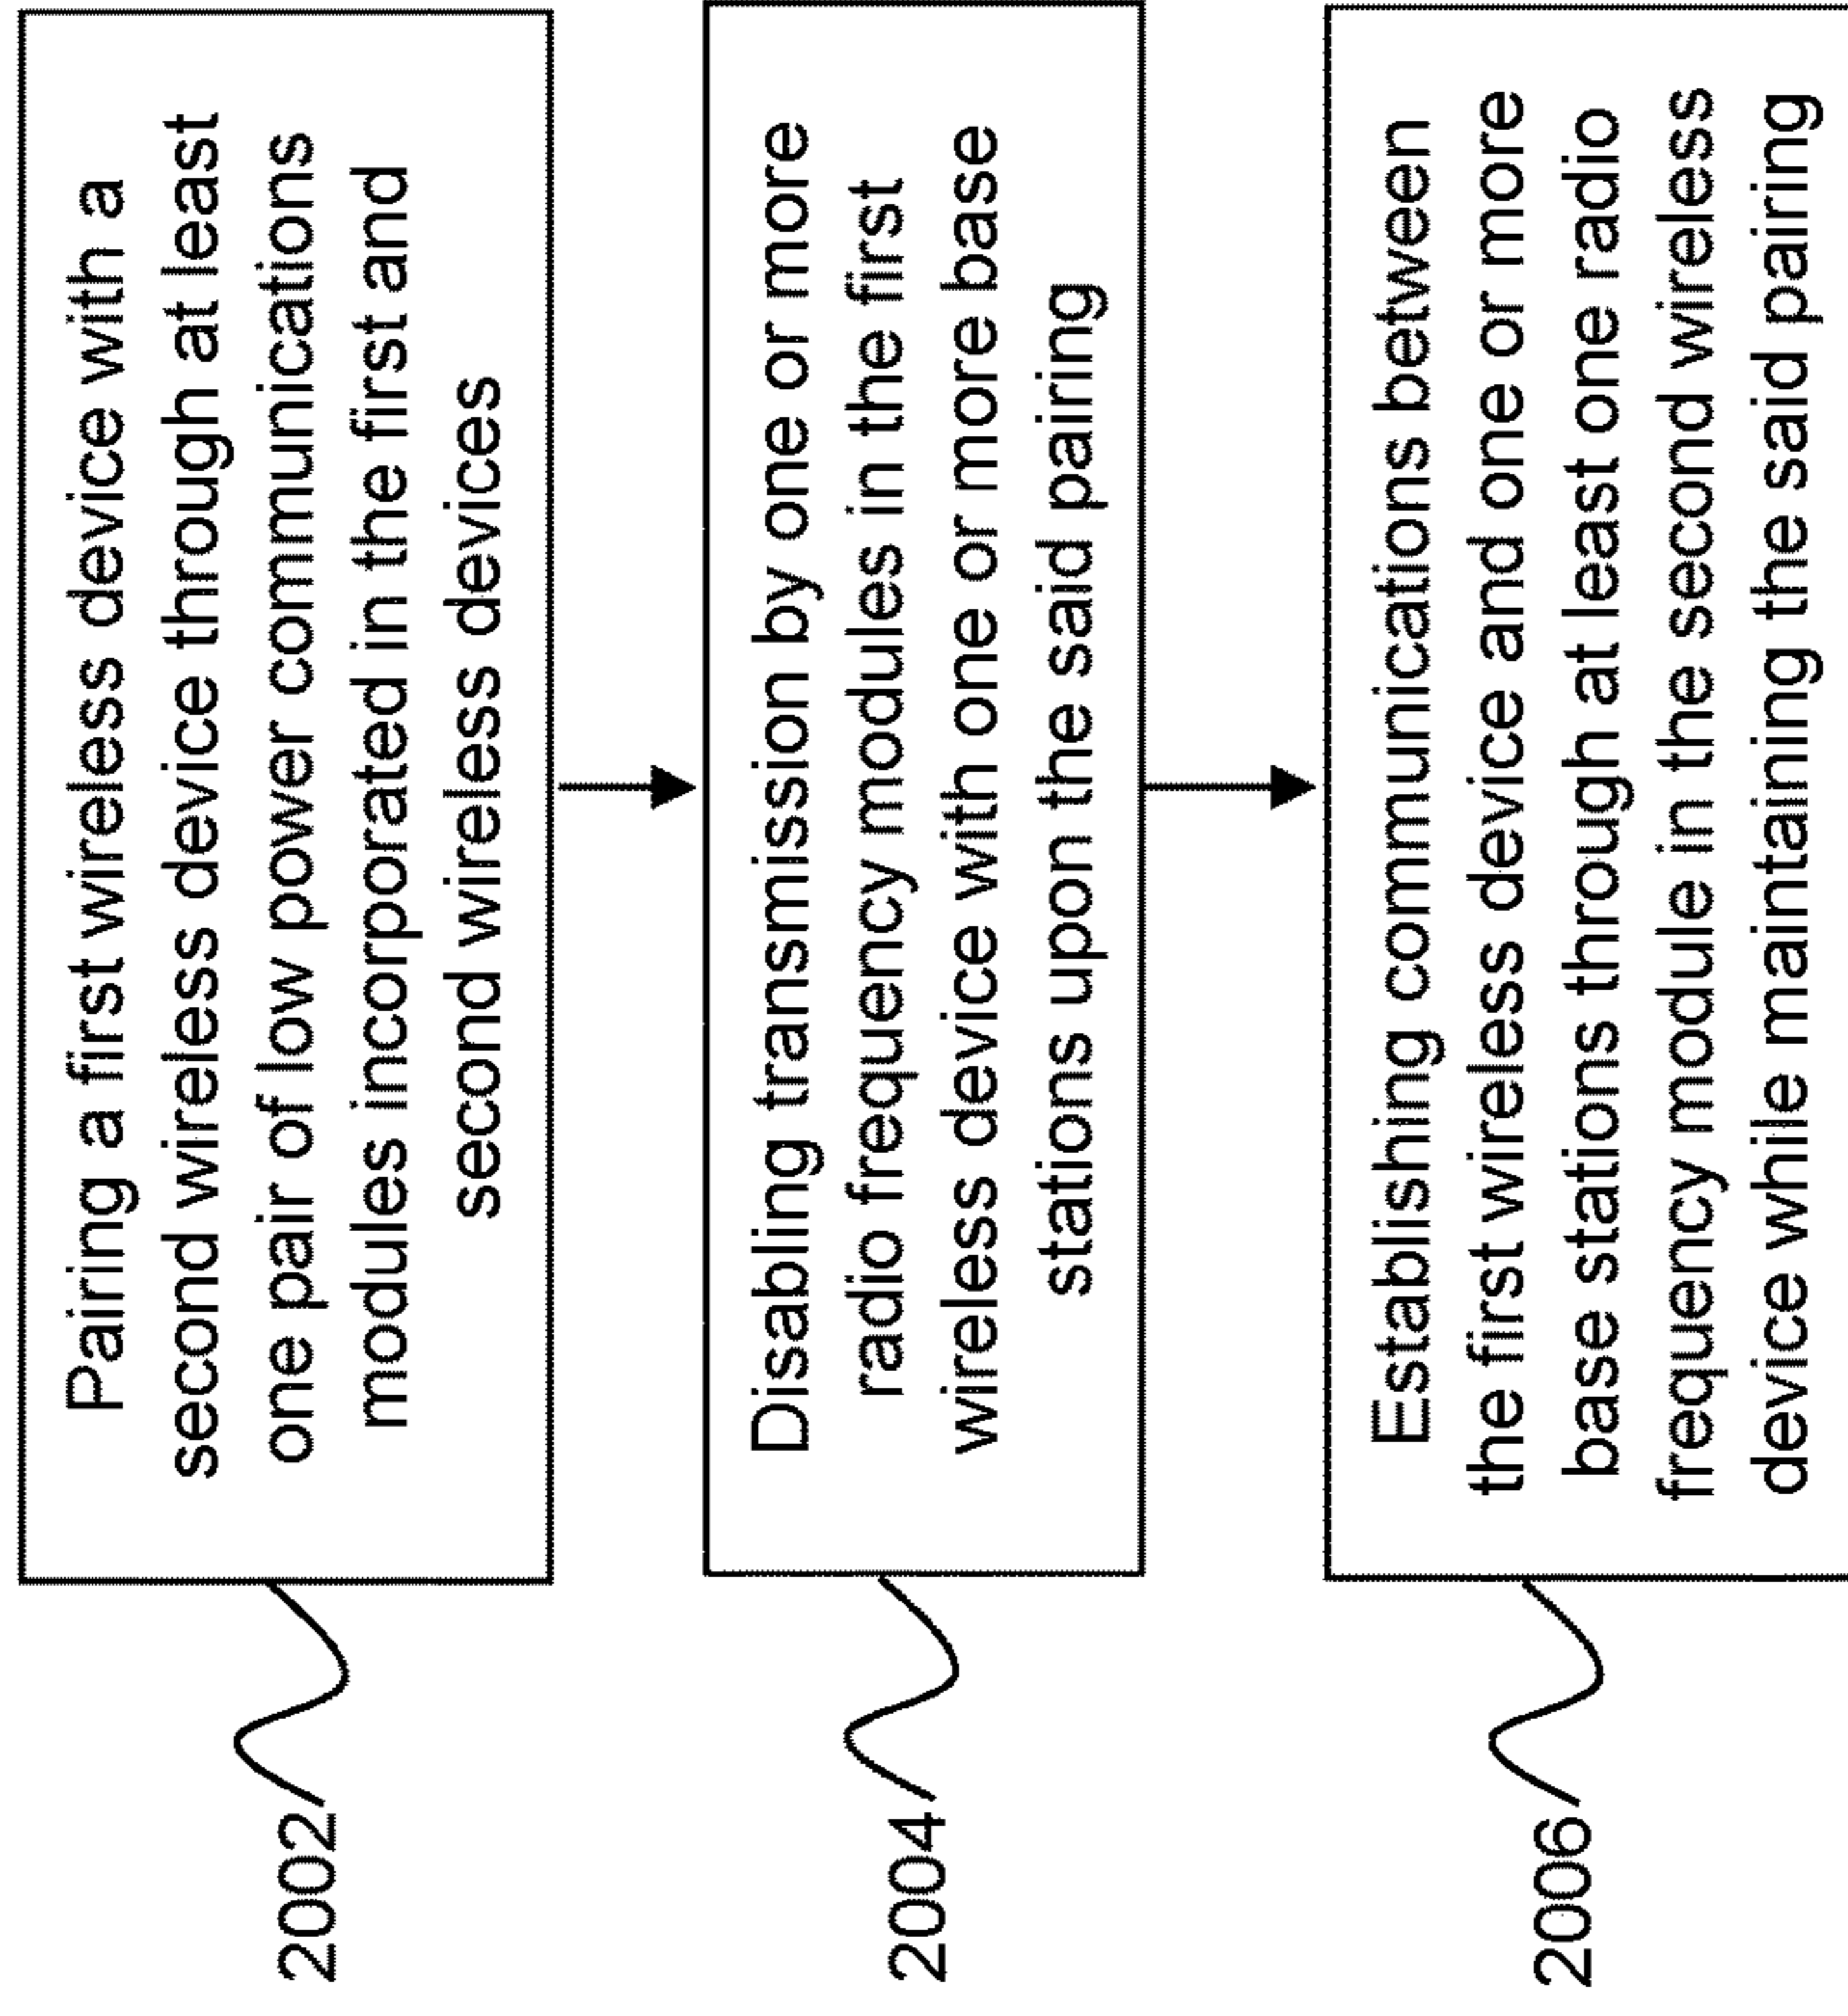 2002
Pairing a first wireless device with a
second wireless device through at least
one pair of low power communications
modules incorporated in the first and
second wireless devices
2004
Disabling transmission by one or more
radio frequency modules in the first
wireless device with one or more base
stations upon the said pairing
2006
Establishing communications between
the first wireless device and one or more
base stations through at least one radio
frequency module in the second wireless
device while maintaining the said pairing